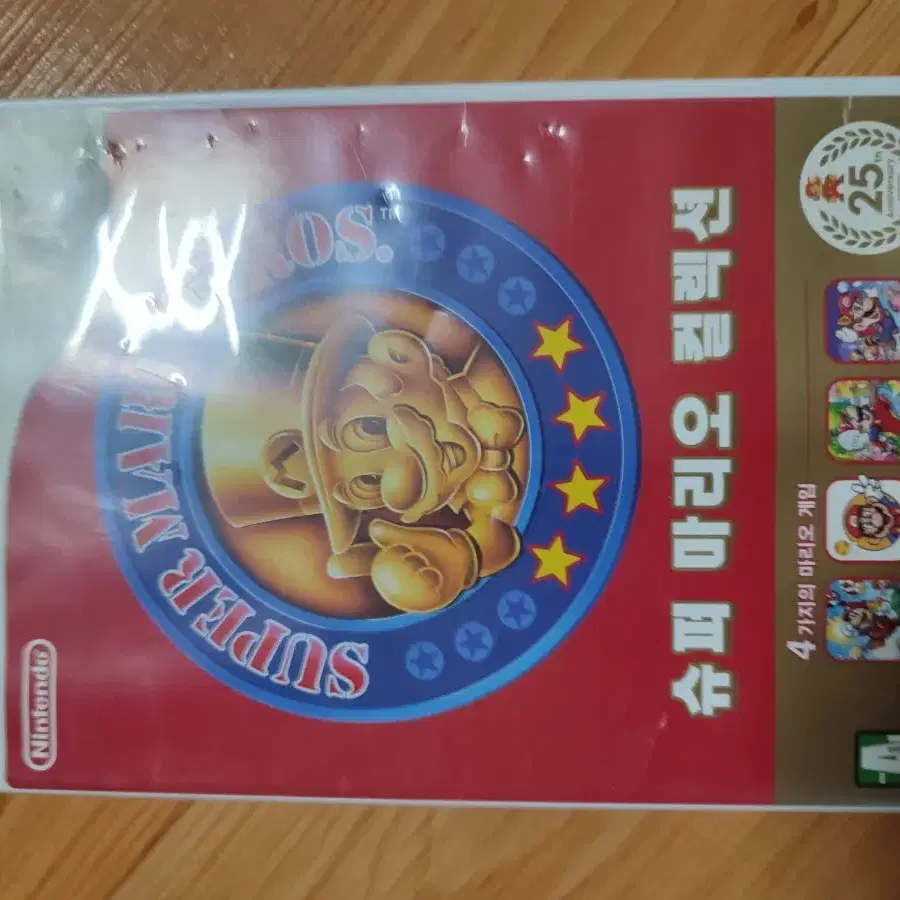 Nintendo
SUPER MARIO BROS.™
슈퍼 마리오 컬렉션
4 가지의 마리오 게임
25th
Anniversary